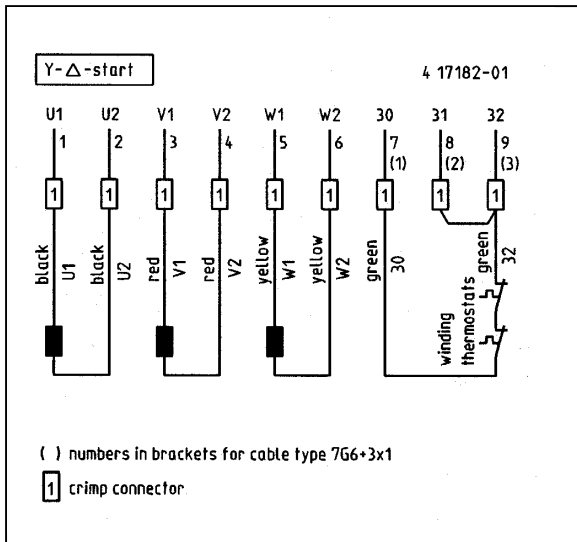 Y-△-start
4 17182-01
U1 U2 V1 V2 W1 W2 30 31 32
1 2 3 4 5 6 7 8 9
(1) (2) (3)
1 1 1 1 1 1 1 1 1
black U1 black U2 red V1 red V2 yellow W1 yellow W2 green 30 green 32
winding
thermostats
( ) numbers in brackets for cable type 7G6+3x1
1 crimp connector